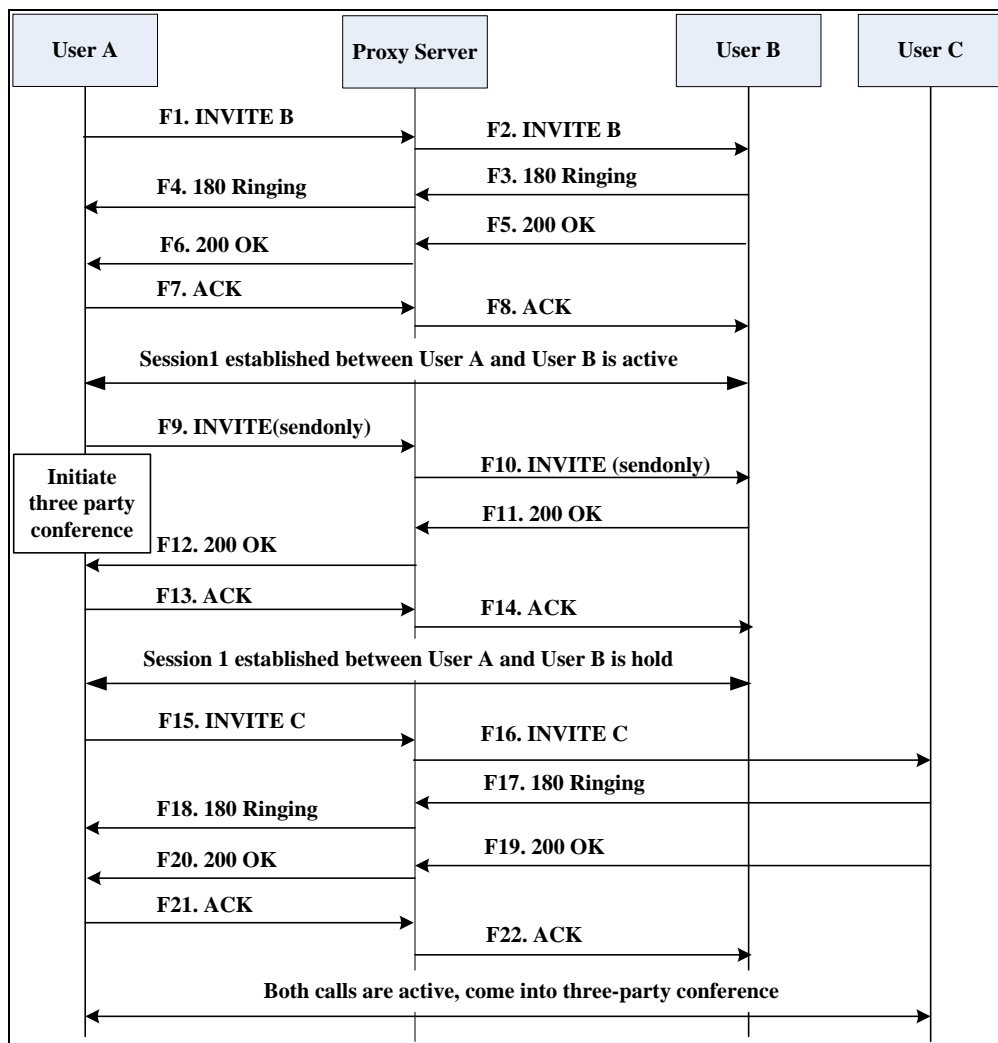 User A
Proxy Server
User B
User C
F1. INVITE B
F2. INVITE B
F3. 180 Ringing
F4. 180 Ringing
F5. 200 OK
F6. 200 OK
F7. ACK
F8. ACK
Session1 established between User A and User B is active
F9. INVITE(sendonly)
F10. INVITE (sendonly)
Initiate
three party
conference
F11. 200 OK
F12. 200 OK
F13. ACK
F14. ACK
Session 1 established between User A and User B is hold
F15. INVITE C
F16. INVITE C
F17. 180 Ringing
F18. 180 Ringing
F19. 200 OK
F20. 200 OK
F21. ACK
F22. ACK
Both calls are active, come into three-party conference